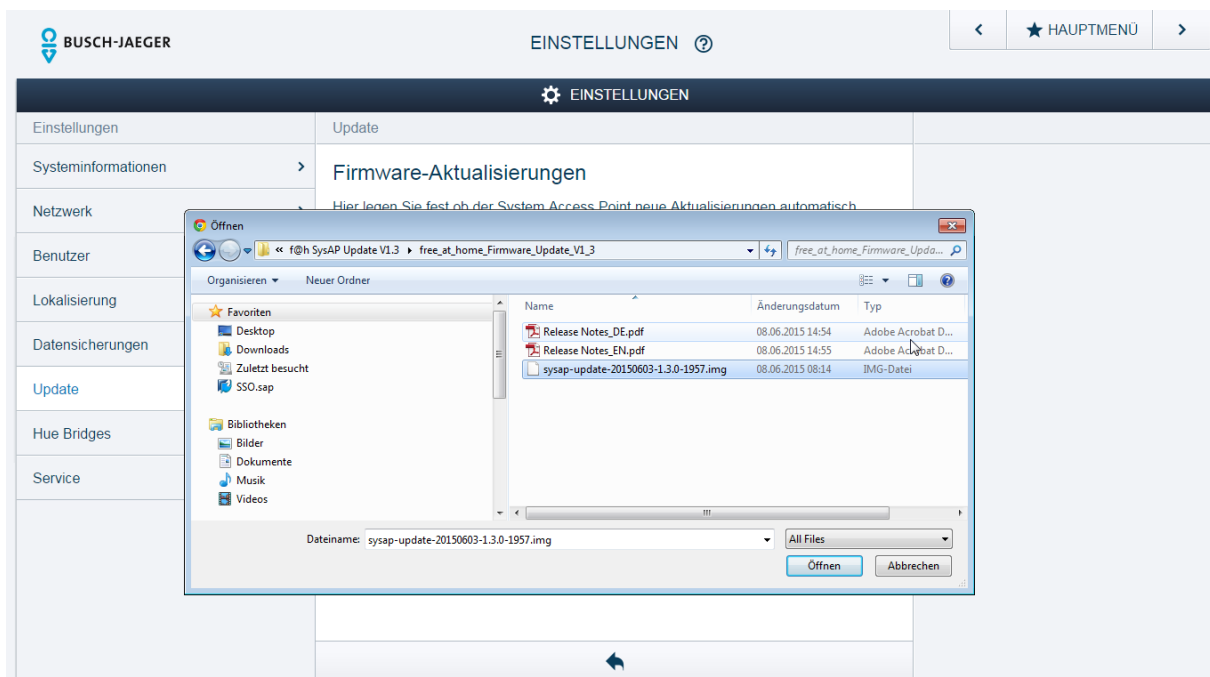 BUSCH-JAEGER
EINSTELLUNGEN ?
HAUPTMENÜ
EINSTELLUNGEN
Einstellungen
Update
Systeminformationen
Netzwerk
Benutzer
Lokalisierung
Datensicherungen
Update
Hue Bridges
Service
Firmware-Aktualisierungen
Hier legen Sie fest ob der System Access Point neue Aktualisierungen automatisch
Öffnen
« f@h SysAP Update V1.3 free_at_home_Firmware_Update_V1_3
free_at_home_Firmware_Upda...
Organisieren Neuer Ordner
Favoriten
Desktop
Downloads
Zuletzt besucht
SSO.sap
Bibliotheken
Bilder
Dokumente
Musik
Videos
Name Änderungsdatum Typ
Release Notes_DE.pdf 08.06.2015 14:54 Adobe Acrobat D...
Release Notes_EN.pdf 08.06.2015 14:55 Adobe Acrobat D...
sysap-update-20150603-1.3.0-1957.img 08.06.2015 08:14 IMG-Datei
Dateiname: sysap-update-20150603-1.3.0-1957.img All Files
Öffnen Abbrechen